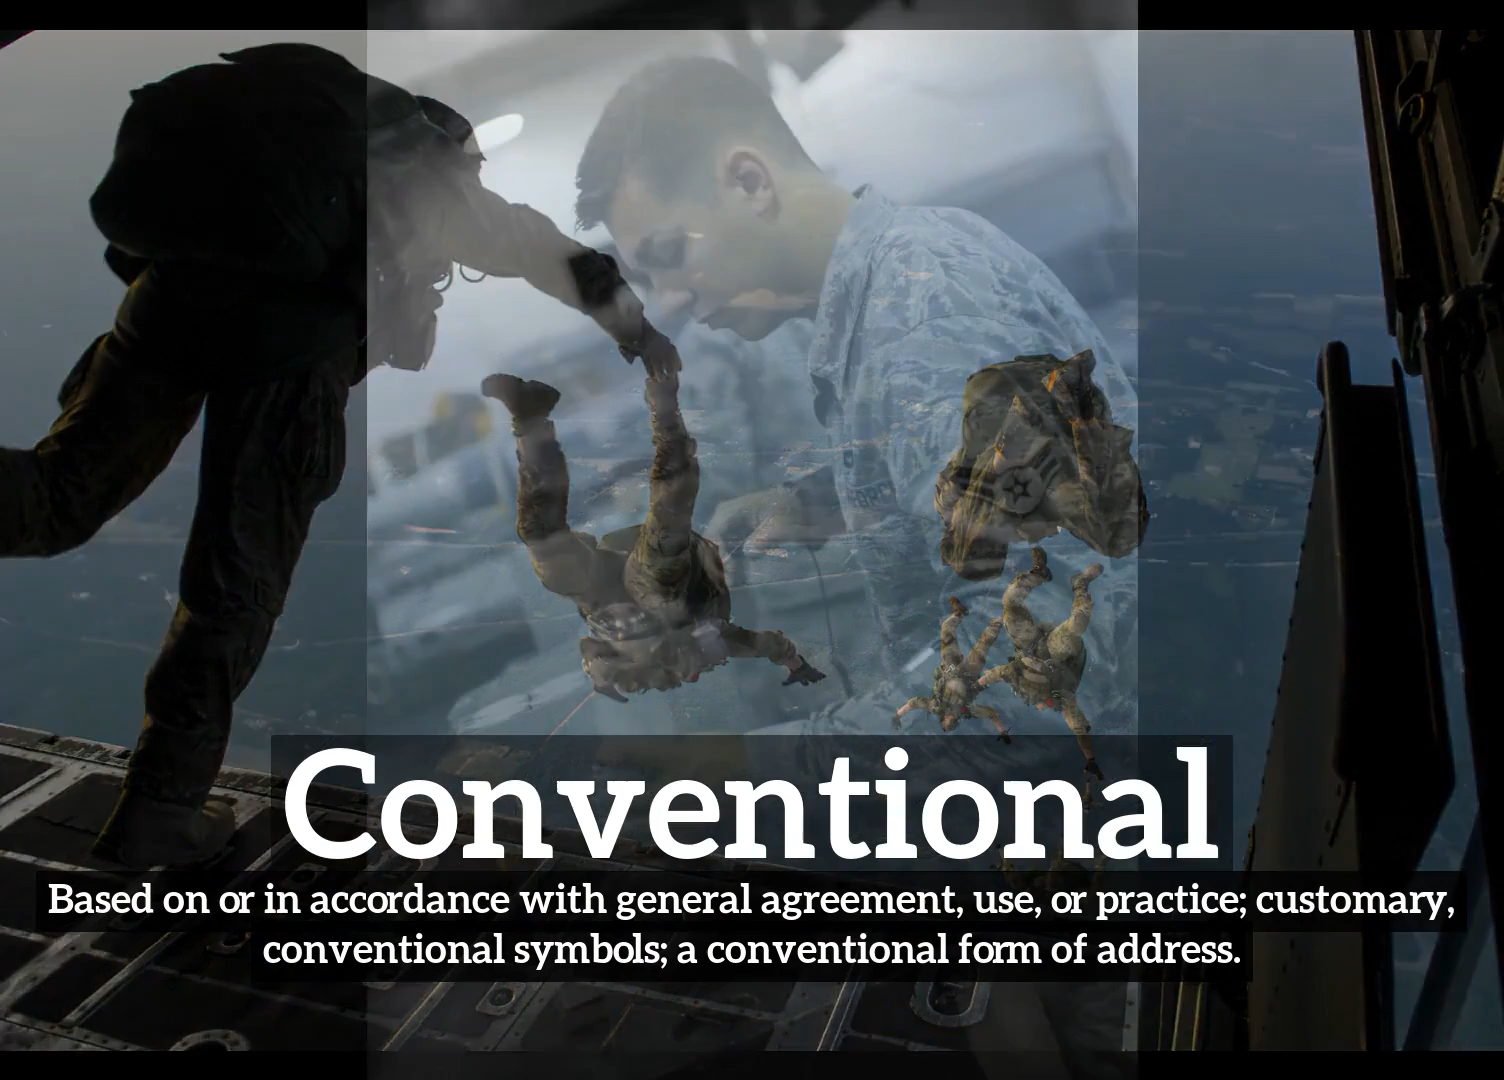 Conventional
Based on or in accordance with general agreement, use, or practice; customary,
conventional symbols; a conventional form of address.